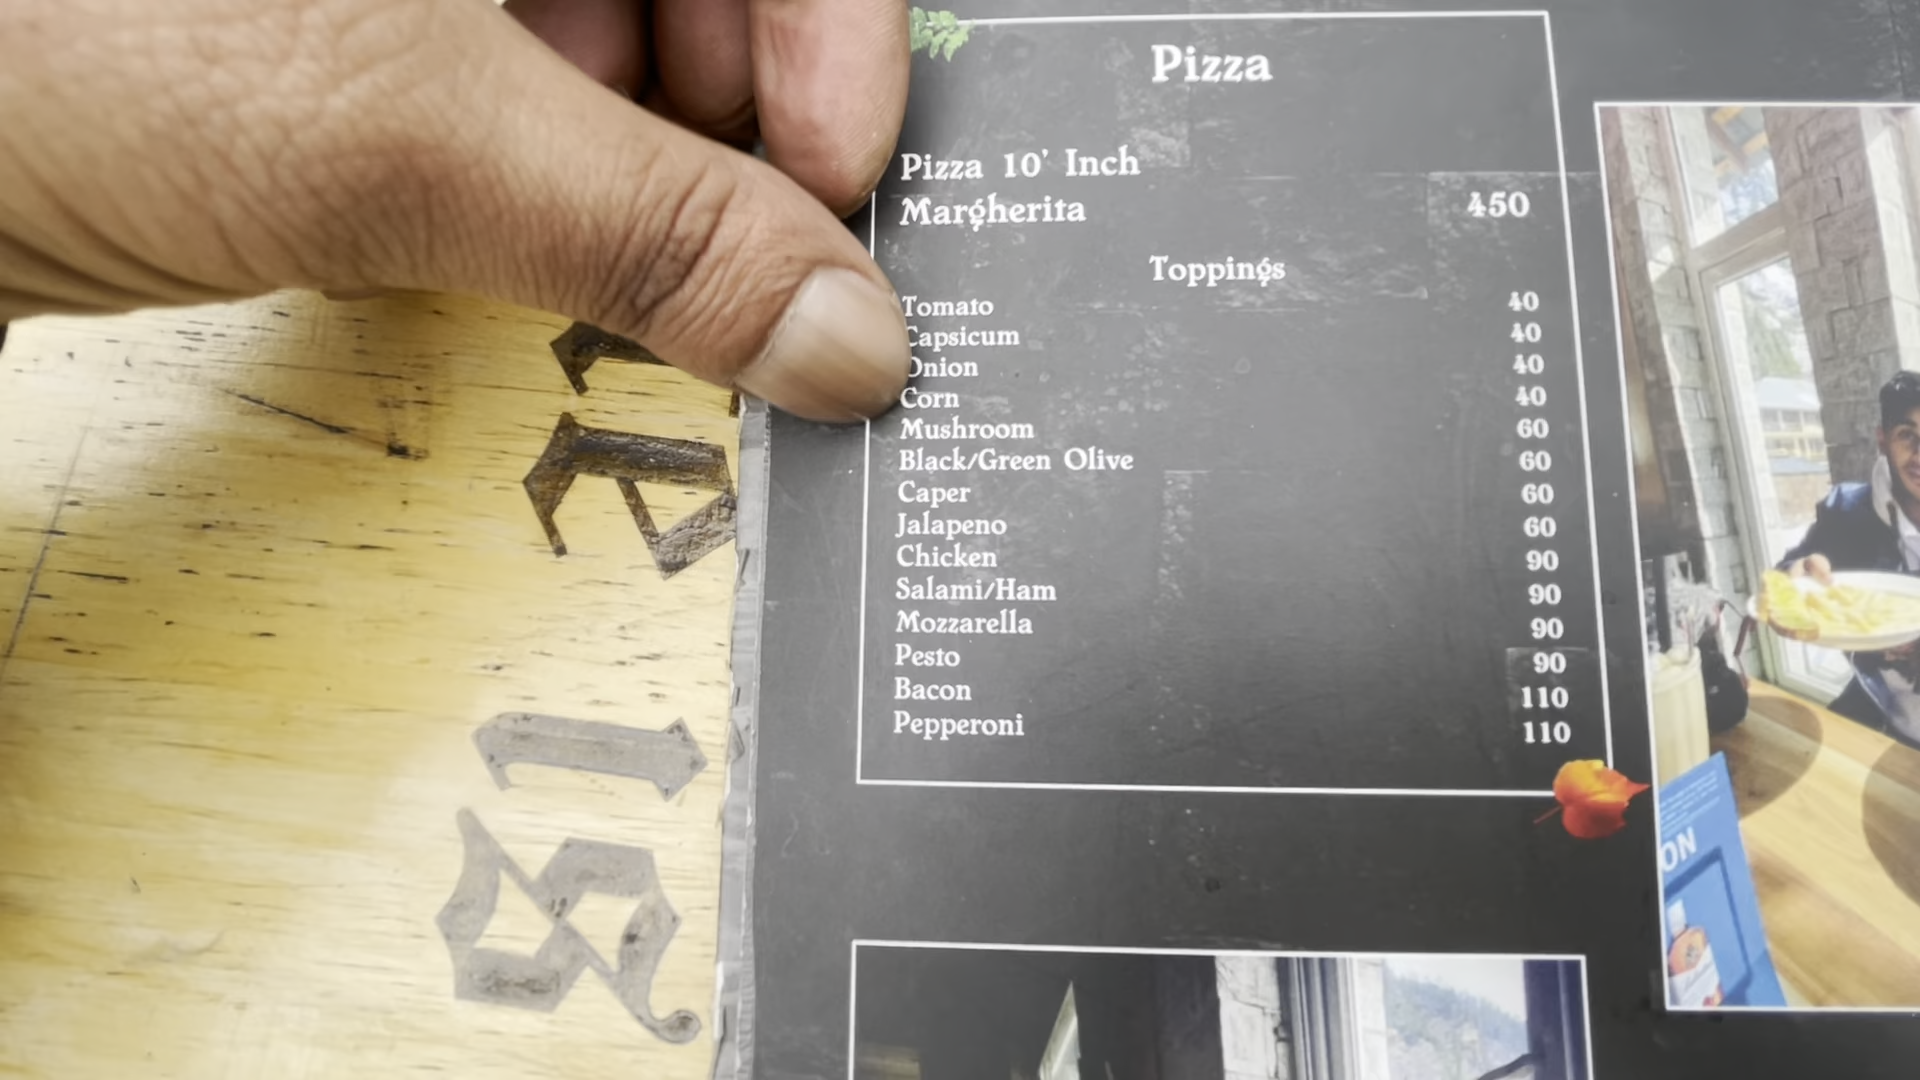 Pizza
Pizza 10' Inch
Margherita 450
Toppings
Tomato 40
Capsicum 40
Onion 40
Corn 40
Mushroom 60
Black/Green Olive 60
Caper 60
Jalapeno 60
Chicken 90
Salami/Ham 90
Mozzarella 90
Pesto 90
Bacon 110
Pepperoni 110
ON